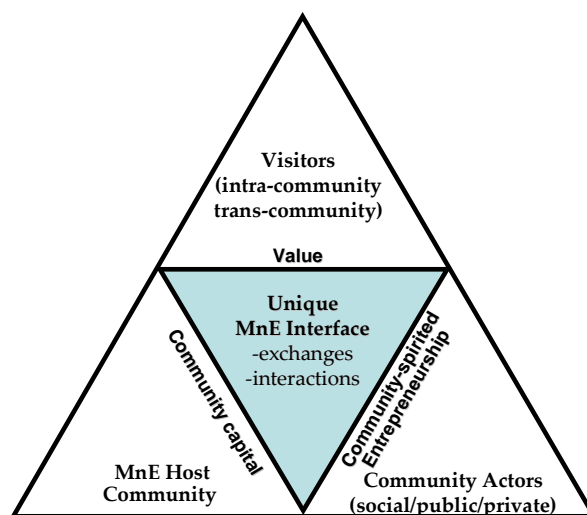 Visitors
(intra-community
trans-community)
Value
Unique
MnE Interface
-exchanges
-interactions
Community capital
Community-spirited
Entrepreneurship
MnE Host
Community
Community Actors
(social/public/private)